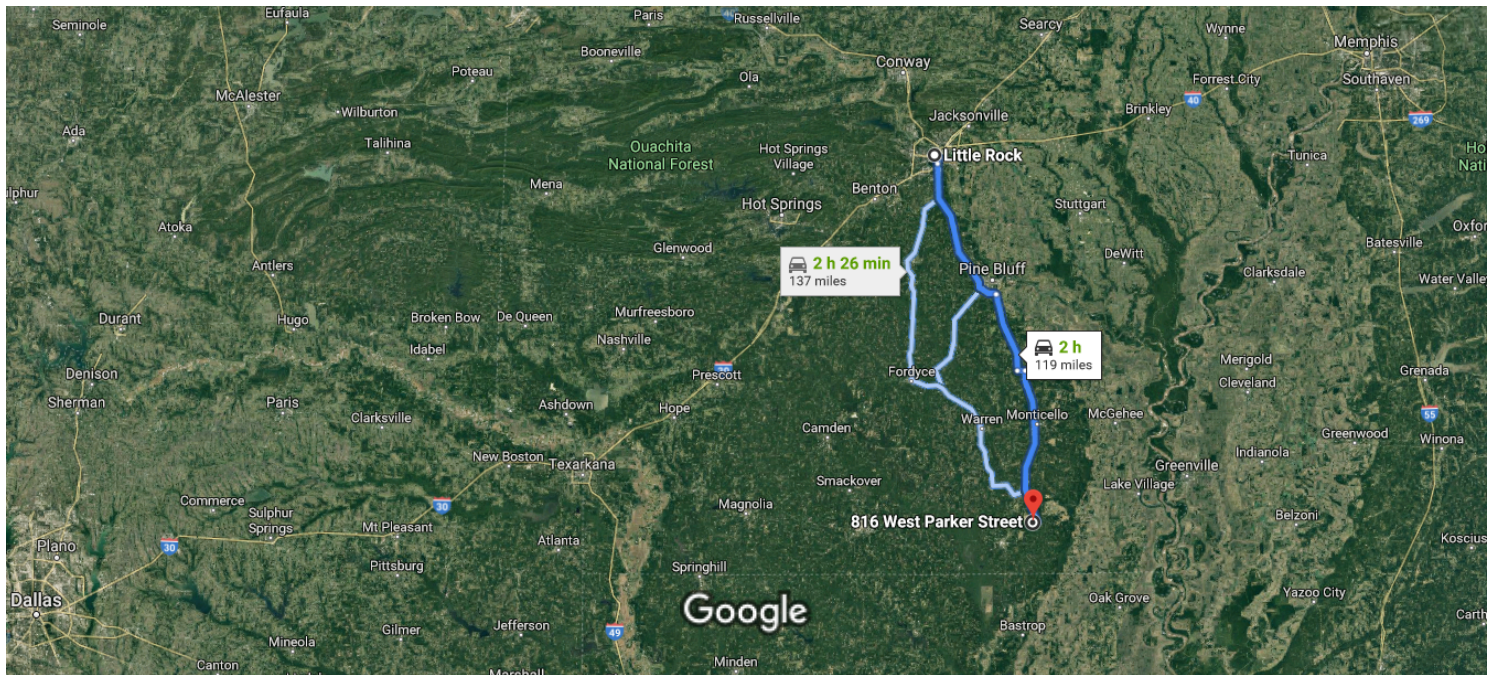 Seminole
Eufaula
Paris
Russellville
Searcy
Wynne
Memphis
Booneville
Conway
Poteau
Ola
Forrest City
Southaven
McAlester
Wilburton
Jacksonville
Brinkley
40
269
Ada
Talihina
Ouachita
National Forest
Hot Springs
Village
Little Rock
Tunica
Ho
Nati
ulphur
Mena
Benton
Hot Springs
Stuttgart
Oxfor
Atoka
Glenwood
Batesville
Antlers
2 h 26 min
137 miles
Pine Bluff
DeWitt
Clarksdale
Water Valley
Durant
Hugo
Broken Bow
De Queen
Murfreesboro
Idabel
Nashville
2 h
119 miles
Merigold
Denison
Prescott
Fordyce
Cleveland
Grenada
Sherman
Paris
Clarksville
Ashdown
Hope
Camden
Warren
Monticello
McGehee
55
Greenwood
Winona
New Boston
Texarkana
Indianola
Smackover
Greenville
Lake Village
Commerce
Sulphur
Springs
30
Mt Pleasant
Magnolia
816 West Parker Street
Belzoni
Plano
30
Atlanta
Koscius
Pittsburg
Springhill
Dallas
Google
Oak Grove
Yazoo City
Carth
Mineola
Gilmer
Jefferson
49
Bastrop
Canton
Minden
Marshall